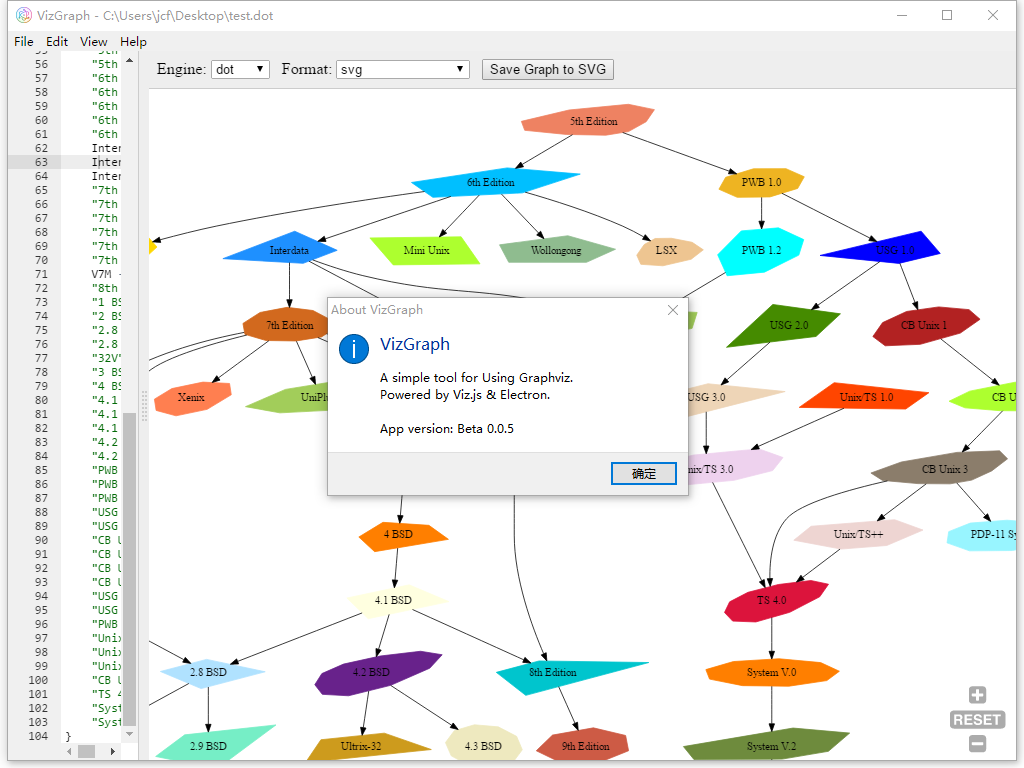 VizGraph - C:\Users\jcf\Desktop\test.dot
File Edit View Help
Engine: dot Format: svg Save Graph to SVG
56 "5th
57 "6th
58 "6th
59 "6th
60 "6th
61 "6th
62 Inter
63 Inter
64 Inter
65 "7th
66 "7th
67 "7th
68 "7th
69 "7th
70 "7th
71 V7M -
72 "8th
73 "1 BS
74 "2 BS
75 "2.8
76 "2.8
77 "32V"
78 "3 BS
79 "4 BS
80 "4.1
81 "4.1
82 "4.1
83 "4.2
84 "4.2
85 "PWB
86 "PWB
87 "PWB
88 "USG
89 "USG
90 "CB U
91 "CB U
92 "CB U
93 "CB U
94 "USG
95 "USG
96 "PWB
97 "Unix
98 "Unix
99 "Unix
100 "CB U
101 "TS 4
102 "Syst
103 "Syst
104 }
5th Edition
6th Edition
PWB 1.0
Interdata
Mini Unix
Wollongong
LSX
PWB 1.2
USG 1.0
7th Edition
USG 2.0
CB Unix 1
Xenix
UniPlu
USG 3.0
Unix/TS 1.0
CB U
nix/TS 3.0
CB Unix 3
4 BSD
Unix/TS++
PDP-11 Sy
4.1 BSD
TS 4.0
2.8 BSD
4.2 BSD
8th Edition
System V.0
2.9 BSD
Ultrix-32
4.3 BSD
9th Edition
System V.2
About VizGraph
VizGraph
A simple tool for Using Graphviz.
Powered by Viz.js & Electron.
App version: Beta 0.0.5
确定
RESET